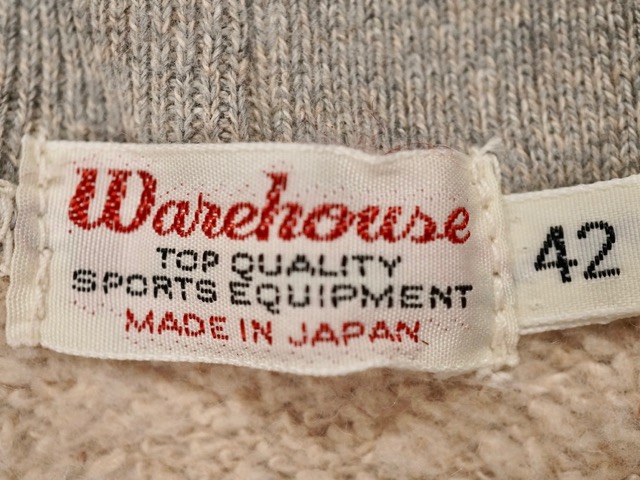 Warehouse
TOP QUALITY
SPORTS EQUIPMENT
MADE IN JAPAN
42